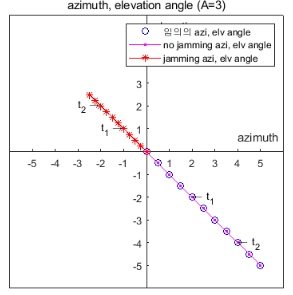 azimuth, elevation angle (A=3)
임의의 azi, elv angle
no jamming azi, elv angle
jamming azi, elv angle
3
t2
2
t1
1
azimuth
-5 -4 -3 -2 -1 0 1 2 3 4 5
-1
t1
-2
-3
t2
-4
-5